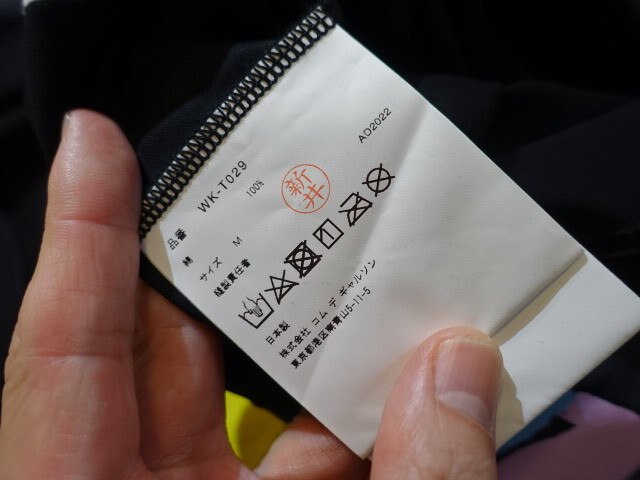 AD2022
品番 WK-T029
綿 100%
サイズ M
縫製責任者 新井
日本製
株式会社 コム デ ギャルソン
東京都港区南青山5-11-5